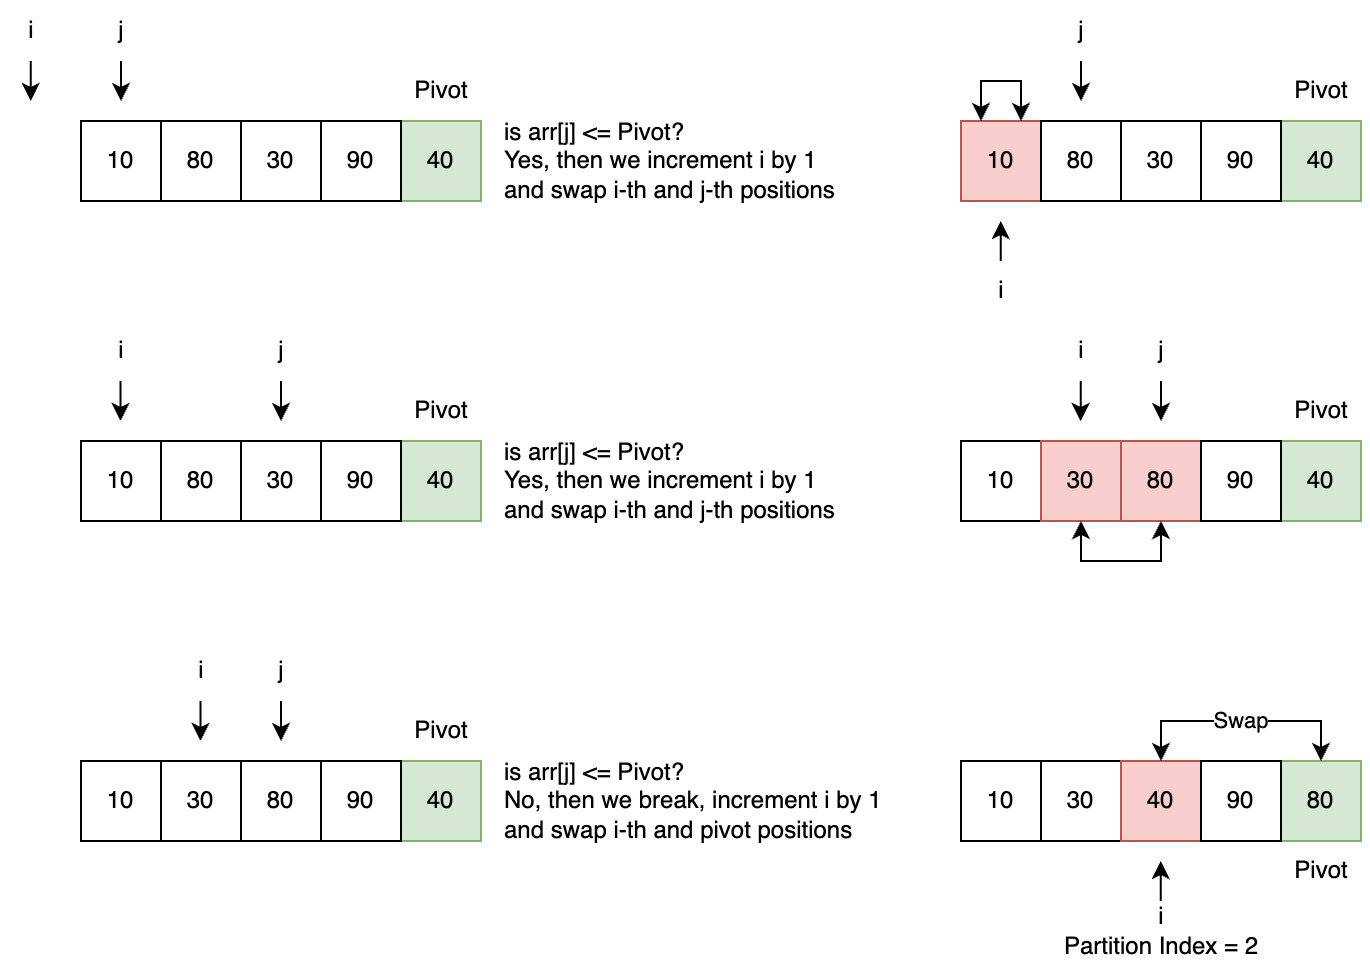 i
j
Pivot
10 80 30 90 40
is arr[j] <= Pivot?
Yes, then we increment i by 1
and swap i-th and j-th positions
j
Pivot
10 80 30 90 40
i
i
j
Pivot
10 80 30 90 40
is arr[j] <= Pivot?
Yes, then we increment i by 1
and swap i-th and j-th positions
i
j
Pivot
10 30 80 90 40
i
j
Pivot
10 30 80 90 40
is arr[j] <= Pivot?
No, then we break, increment i by 1
and swap i-th and pivot positions
Swap
10 30 40 90 80
Pivot
i
Partition Index = 2